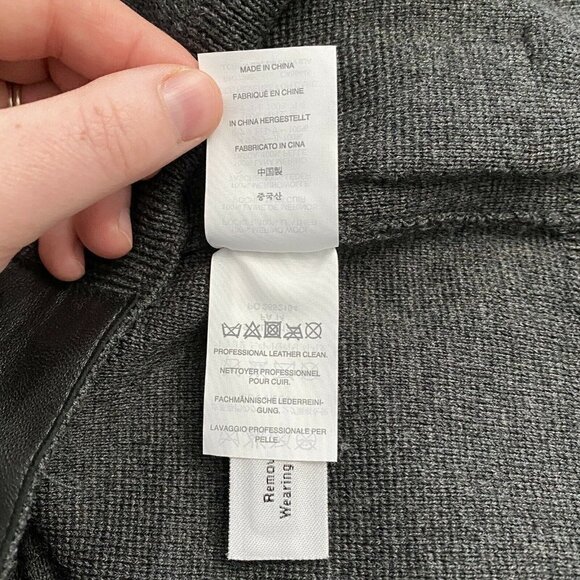 MADE IN CHINA
FABRIQUÉ EN CHINE
IN CHINA HERGESTELLT
FABBRICATO IN CINA
中国製
중국산
PROFESSIONAL LEATHER CLEAN.
NETTOYER PROFESSIONNEL
POUR CUIR.
FACHMÄNNISCHE LEDERREINI-
GUNG.
LAVAGGIO PROFESSIONALE PER
PELLE.
Remov
Wearing